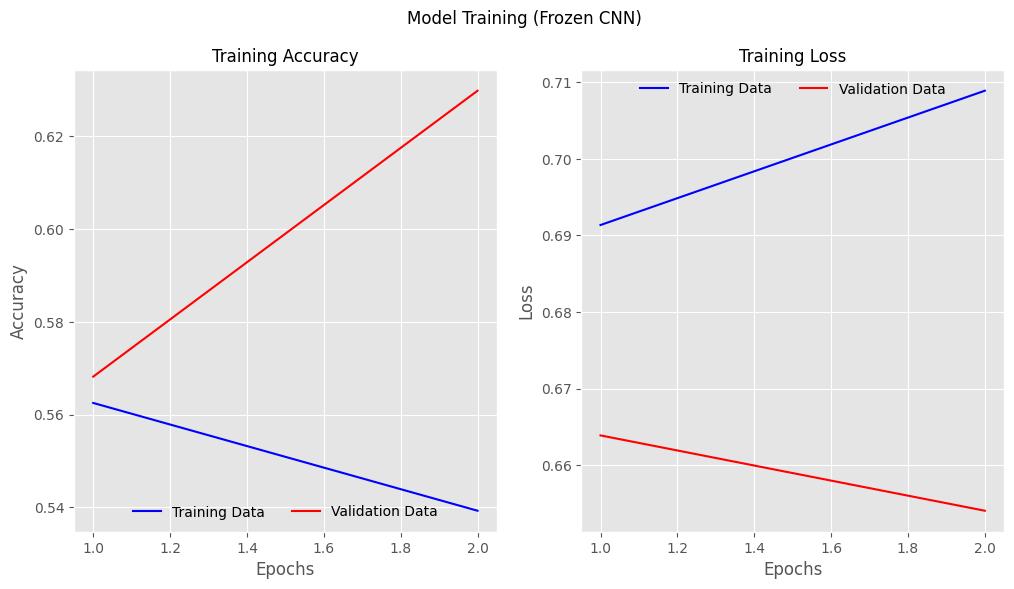 Model Training (Frozen CNN)
Training Accuracy
Accuracy
0.62
0.60
0.58
0.56
0.54
Training Data
Validation Data
1.0 1.2 1.4 1.6 1.8 2.0
Epochs
Training Loss
Loss
0.71
0.70
0.69
0.68
0.67
0.66
Training Data
Validation Data
1.0 1.2 1.4 1.6 1.8 2.0
Epochs